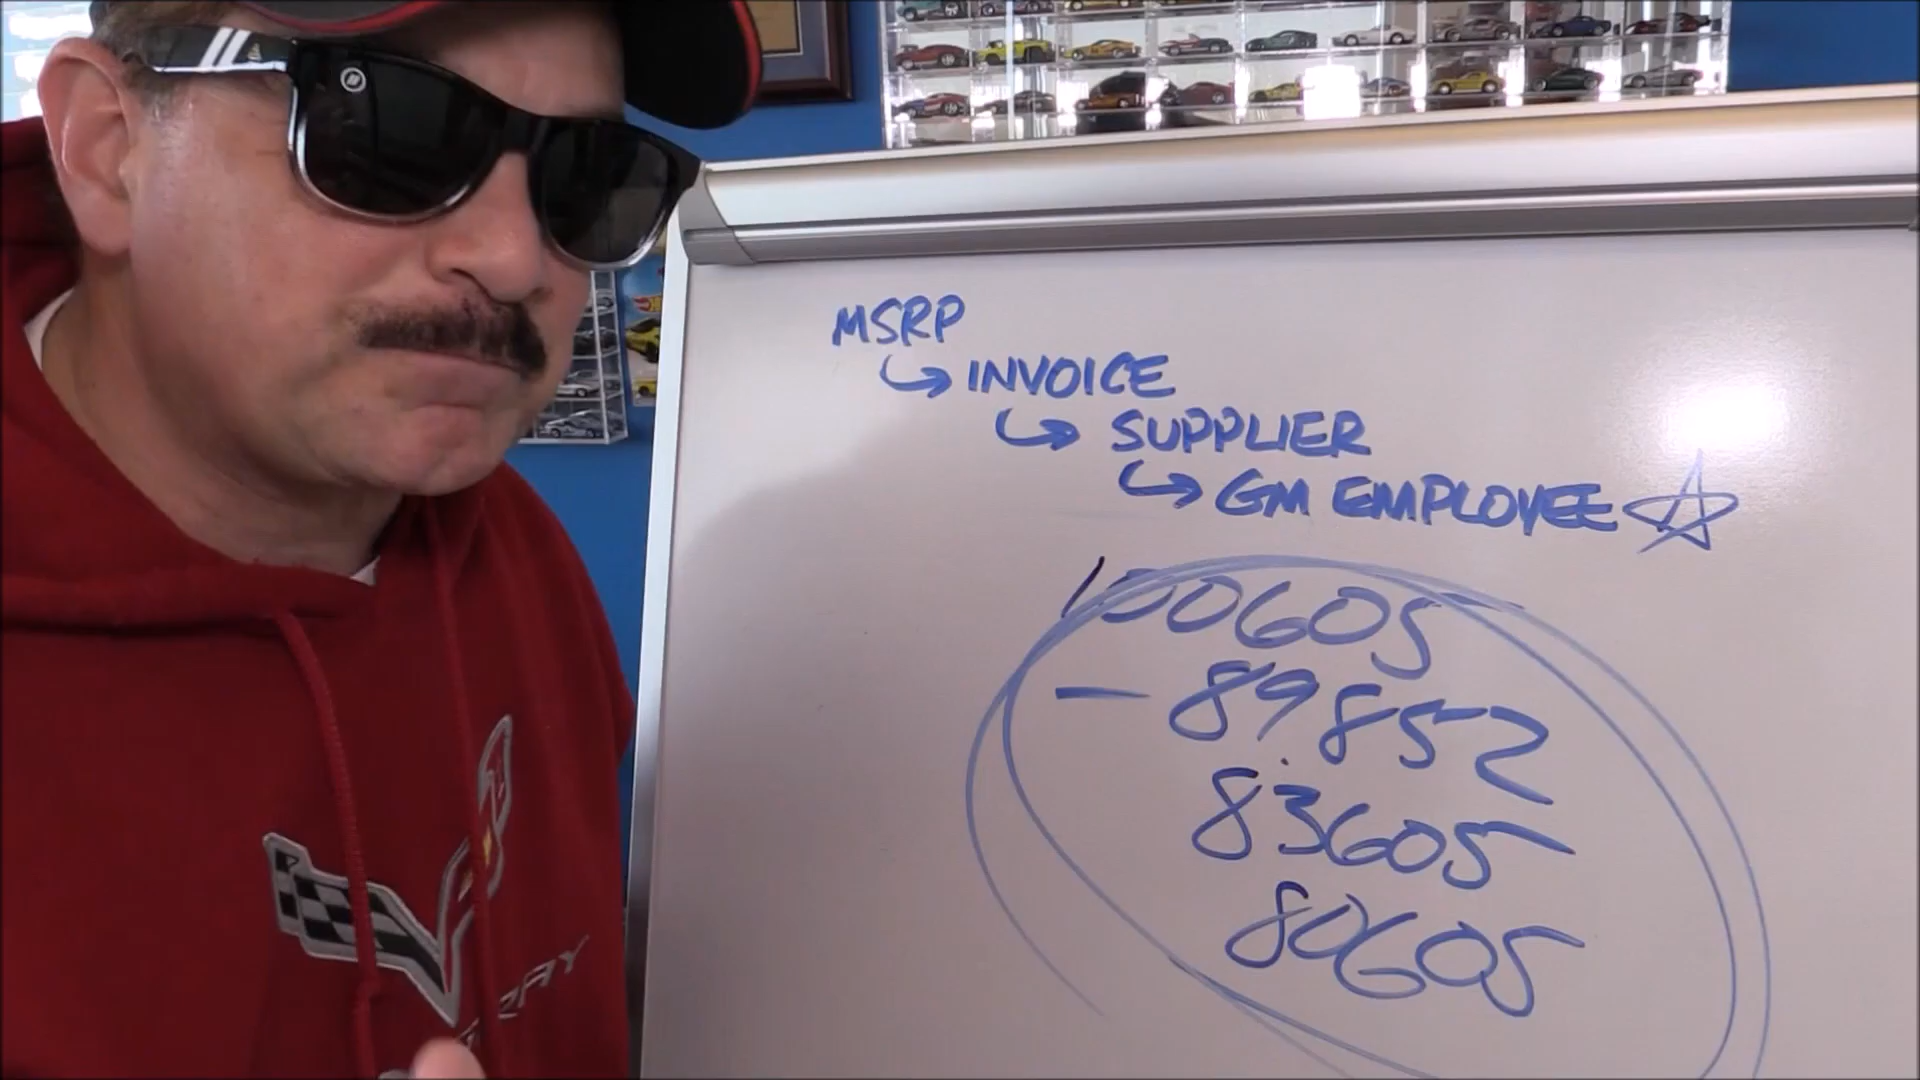 MSRP
↳ INVOICE
↳ SUPPLIER
↳ GM EMPLOYEE ☆
100605
- 89852
83605
80605